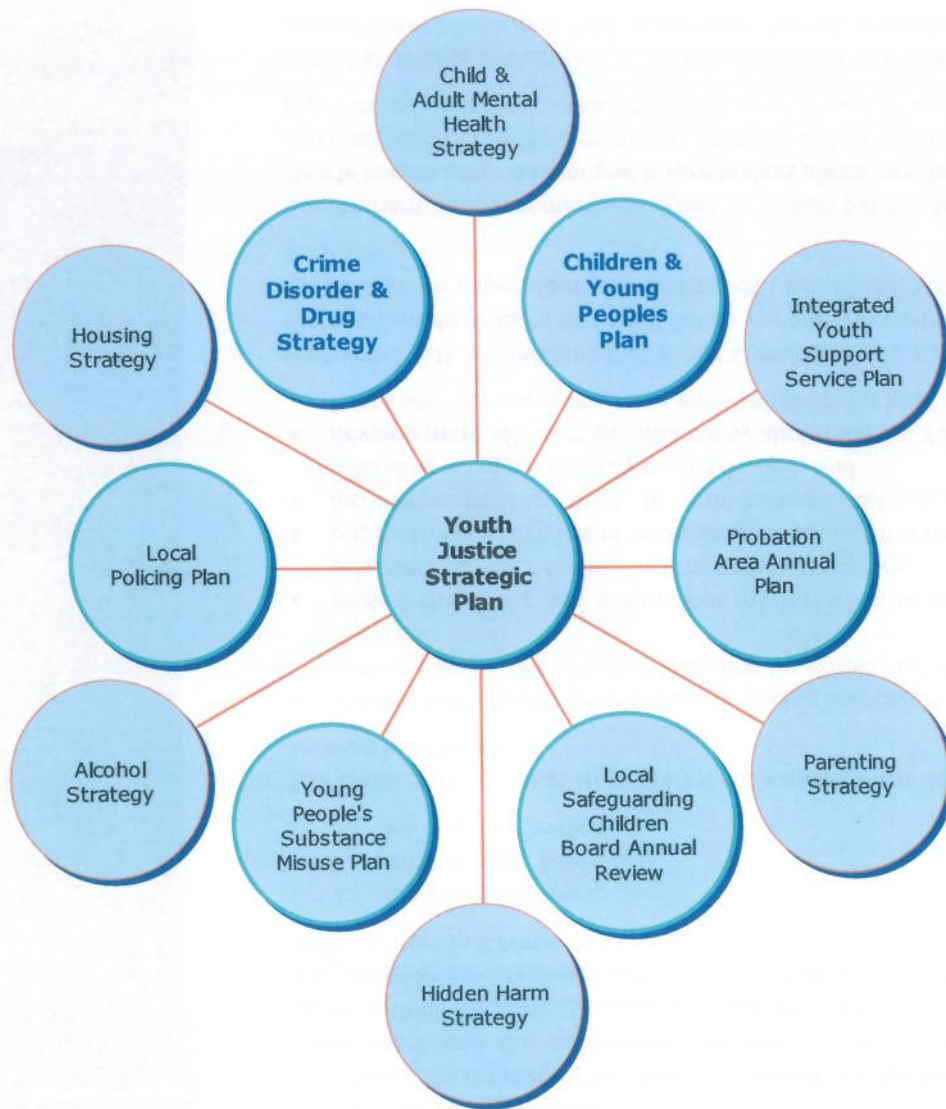 Child &
Adult Mental
Health
Strategy
Crime
Disorder &
Drug
Strategy
Children &
Young
Peoples
Plan
Housing
Strategy
Integrated
Youth
Support
Service Plan
Local
Policing Plan
Youth
Justice
Strategic
Plan
Probation
Area Annual
Plan
Alcohol
Strategy
Young
People's
Substance
Misuse Plan
Local
Safeguarding
Children
Board Annual
Review
Parenting
Strategy
Hidden Harm
Strategy